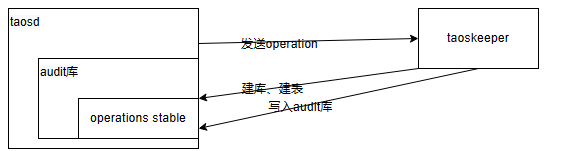 taosd
taoskeeper
发送operation
audit库
建库、建表
写入audit库
operations stable